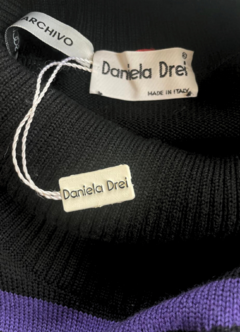 ARCHIVO
Daniela Drei
MADE IN ITALY
Daniela Drei